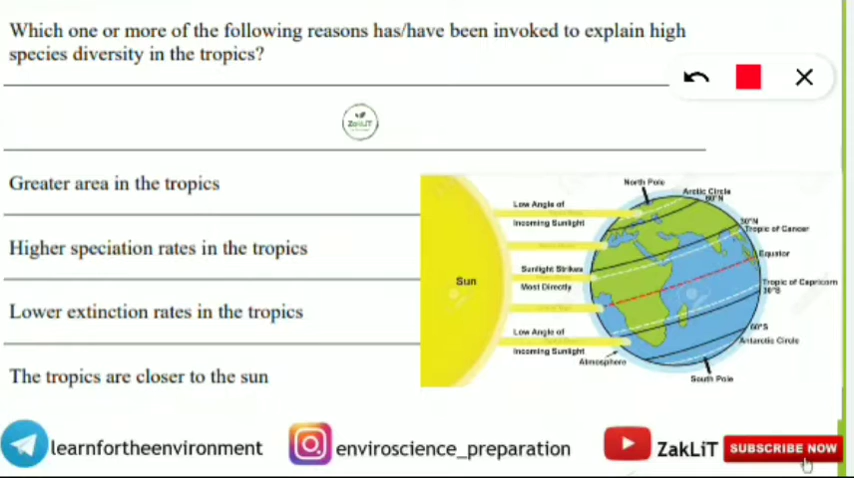 Which one or more of the following reasons has/have been invoked to explain high
species diversity in the tropics?
ZakLiT
Greater area in the tropics
Higher speciation rates in the tropics
Lower extinction rates in the tropics
The tropics are closer to the sun
North Pole
Arctic Circle
60°N
Low Angle of
Incoming Sunlight
30°N
Tropic of Cancer
Equator
Sunlight Strikes
Most Directly
Sun
Tropic of Capricorn
30°S
Low Angle of
Incoming Sunlight
Atmosphere
60°S
Antarctic Circle
South Pole
learnfortheenvironment
enviroscience_preparation
ZakLiT
SUBSCRIBE NOW